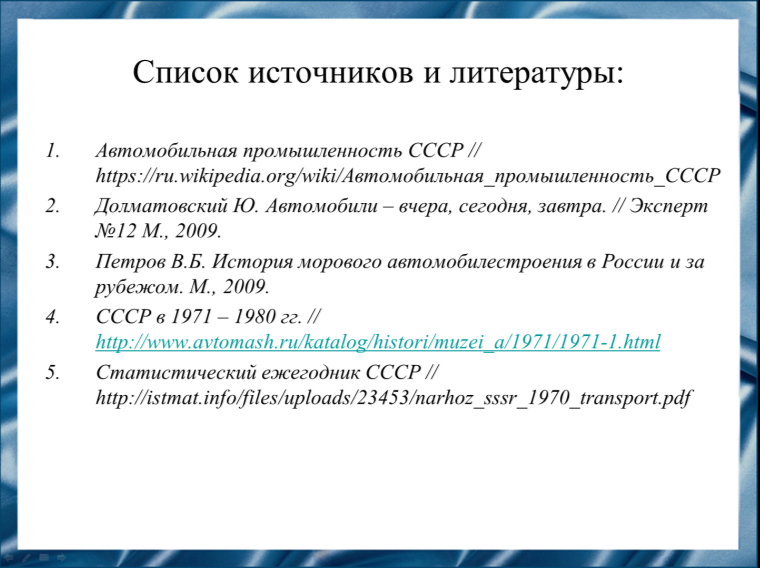 Список источников и литературы:
1. Автомобильная промышленность СССР //
https://ru.wikipedia.org/wiki/Автомобильная_промышленность_СССР
2. Долматовский Ю. Автомобили – вчера, сегодня, завтра. // Эксперт
№12 М., 2009.
3. Петров В.Б. История морового автомобилестроения в России и за
рубежом. М., 2009.
4. СССР в 1971 – 1980 гг. //
http://www.avtomash.ru/katalog/histori/muzei_a/1971/1971-1.html
5. Статистический ежегодник СССР //
http://istmat.info/files/uploads/23453/narhoz_sssr_1970_transport.pdf